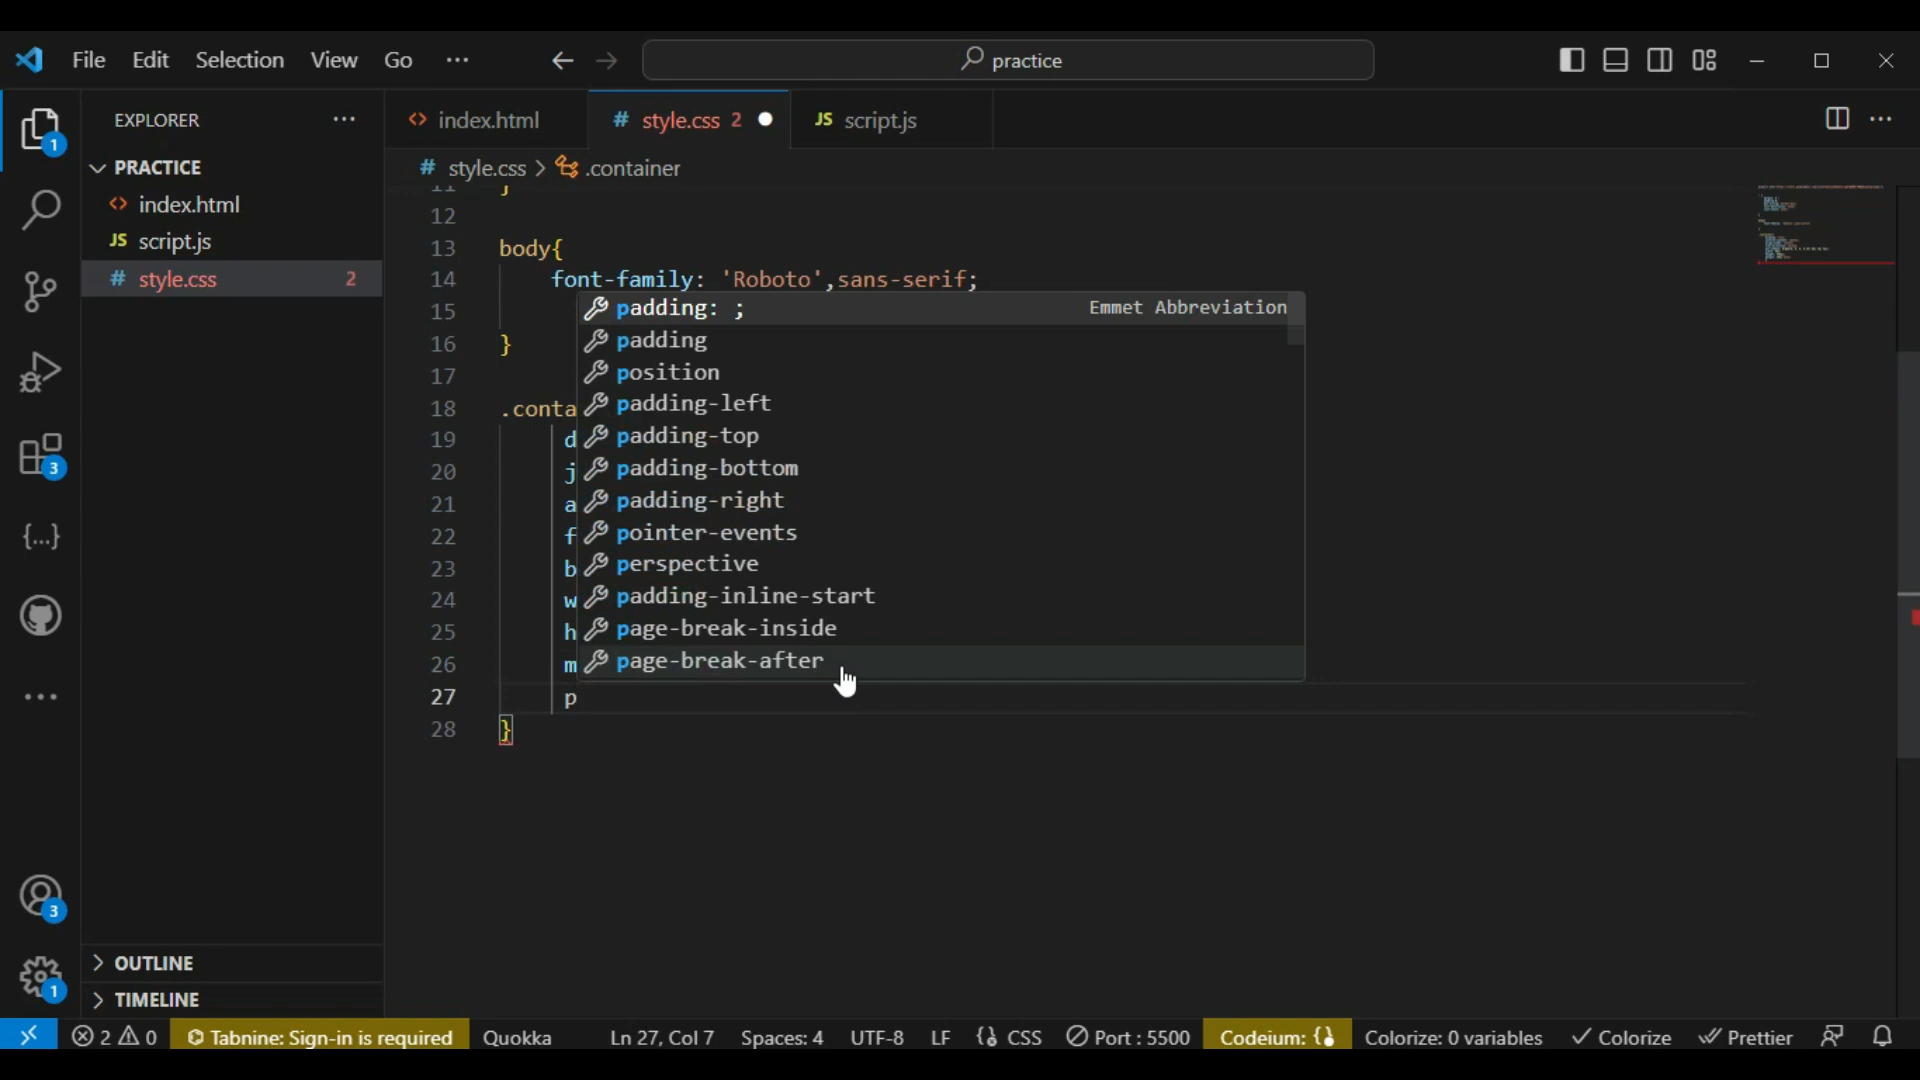 File Edit Selection View Go ··· practice
EXPLORER ···
PRACTICE
index.html
script.js
style.css 2
OUTLINE
TIMELINE
1
3
3
1
index.html
style.css 2
script.js
style.css > .container
11 }
12
13 body{
14 font-family: 'Roboto',sans-serif;
15
16 }
17
18 .conta
19 d
20 j
21 a
22 f
23 b
24 w
25 h
26 m
27 p
28 }
padding: ; Emmet Abbreviation
padding
position
padding-left
padding-top
padding-bottom
padding-right
pointer-events
perspective
padding-inline-start
page-break-inside
page-break-after
2 0 Tabnine: Sign-in is required Quokka Ln 27, Col 7 Spaces: 4 UTF-8 LF CSS Port : 5500 Codeium: {} Colorize: 0 variables Colorize Prettier